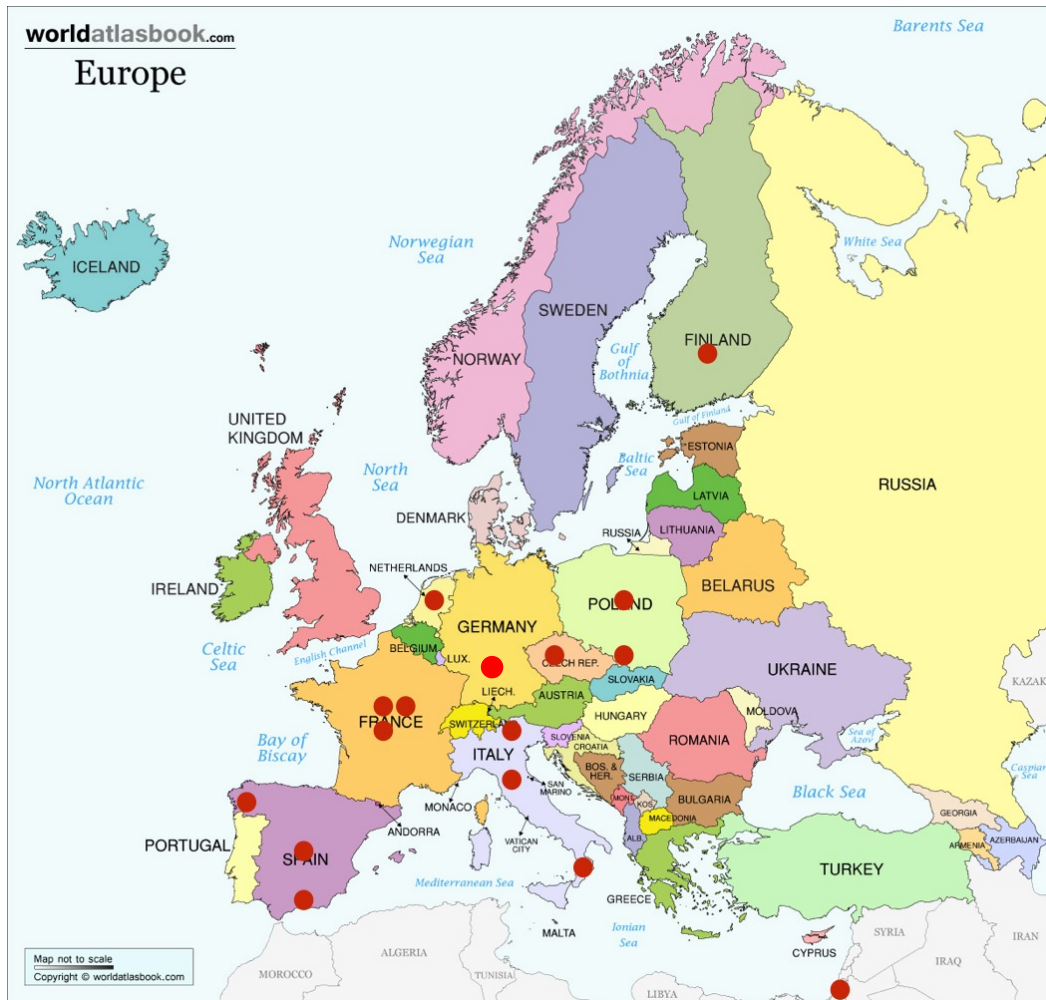 worldatlasbook.com
Europe
Barents Sea
Norwegian
Sea
White Sea
ICELAND
SWEDEN
FINLAND
NORWAY
Gulf
of
Bothnia
Gulf of Finland
UNITED
KINGDOM
ESTONIA
Baltic
Sea
North
Sea
North Atlantic
Ocean
RUSSIA
LATVIA
DENMARK
LITHUANIA
RUSSIA
NETHERLANDS
IRELAND
BELARUS
POLAND
GERMANY
Celtic
Sea
English Channel
BELGIUM
LUX.
CZECH REP.
UKRAINE
SLOVAKIA
KAZAK
LIECH.
AUSTRIA
MOLDOVA
HUNGARY
FRANCE
SWITZERLAND
Sea of
Azov
SLOVENIA
CROATIA
ROMANIA
Bay of
Biscay
ITALY
BOS. &
HER.
SERBIA
Caspian
Sea
SAN
MARINO
Black Sea
MONACO
MONT.
KOS.
BULGARIA
GEORGIA
MACEDONIA
ANDORRA
VATICAN
CITY
ALB.
ARMENIA
AZERBAIJAN
PORTUGAL
SPAIN
TURKEY
Mediterranean Sea
GREECE
MALTA
Ionian
Sea
SYRIA
IRAN
CYPRUS
IRAQ
ALGERIA
Map not to scale
Copyright © worldatlasbook.com
MOROCCO
TUNISIA
LIBYA